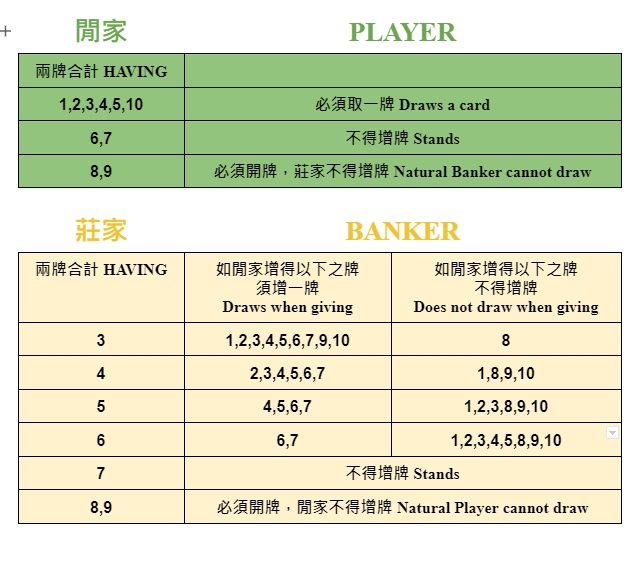 閒家 PLAYER
兩牌合計 HAVING
1,2,3,4,5,10 必須取一牌 Draws a card
6,7 不得增牌 Stands
8,9 必須開牌，莊家不得增牌 Natural Banker cannot draw
莊家 BANKER
兩牌合計 HAVING
如閒家增得以下之牌
須增一牌
Draws when giving
如閒家增得以下之牌
不得增牌
Does not draw when giving
3 1,2,3,4,5,6,7,9,10 8
4 2,3,4,5,6,7 1,8,9,10
5 4,5,6,7 1,2,3,8,9,10
6 6,7 1,2,3,4,5,8,9,10
7 不得增牌 Stands
8,9 必須開牌，閒家不得增牌 Natural Player cannot draw